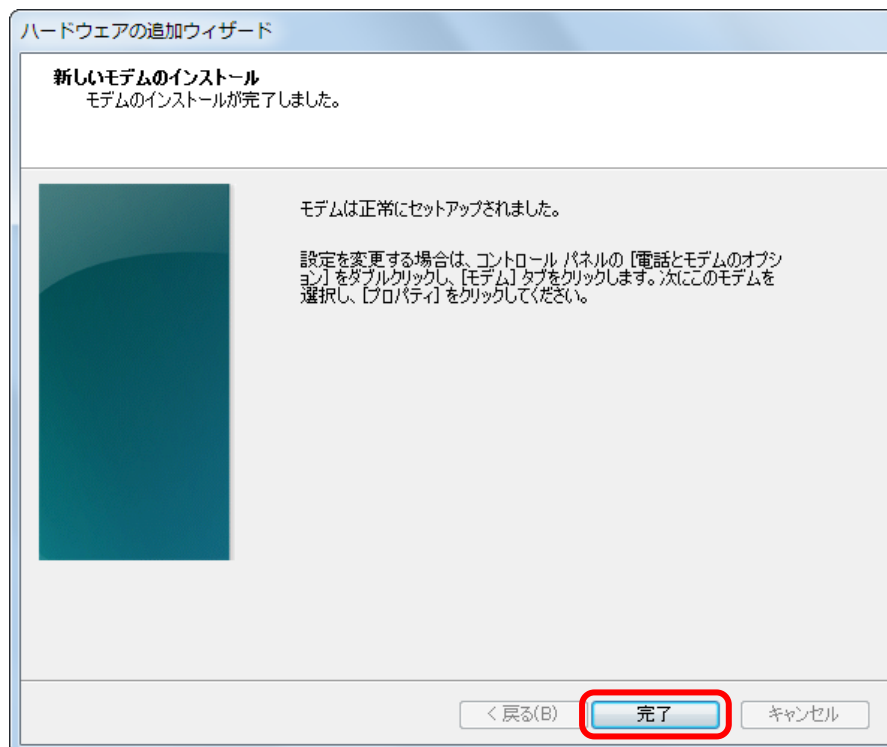 ハードウェアの追加ウィザード
新しいモデムのインストール
モデムのインストールが完了しました。
モデムは正常にセットアップされました。
設定を変更する場合は、コントロール パネルの [電話とモデムのオプシ
ョン] をダブルクリックし、[モデム] タブをクリックします。次にこのモデムを
選択し、[プロパティ] をクリックしてください。
< 戻る(B)
完了
キャンセル